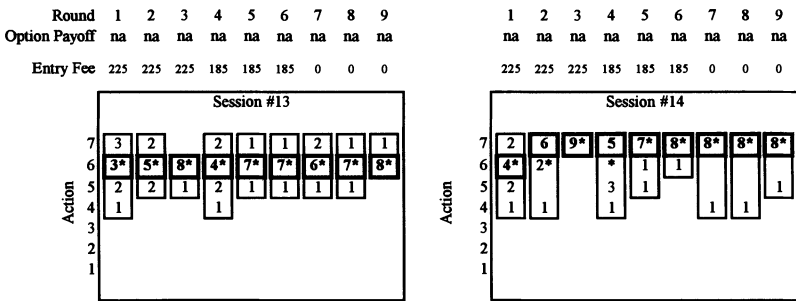 Round 1 2 3 4 5 6 7 8 9 1 2 3 4 5 6 7 8 9
Option Payoff na na na na na na na na na na na na na na na na na na
Entry Fee 225 225 225 185 185 185 0 0 0 225 225 225 185 185 185 0 0 0
Session #13 Session #14
7 3 2 2 1 1 2 1 1 7 2 6 9* 5 7* 8* 8* 8* 8*
6 3* 5* 8* 4* 7* 7* 6* 7* 8* 6 4* 2* * 1 1
5 2 2 1 2 1 1 1 1 5 2 3 1 1
4 1 1 4 1 1 1 1 1
3 3
2 2
1 1
Action Action